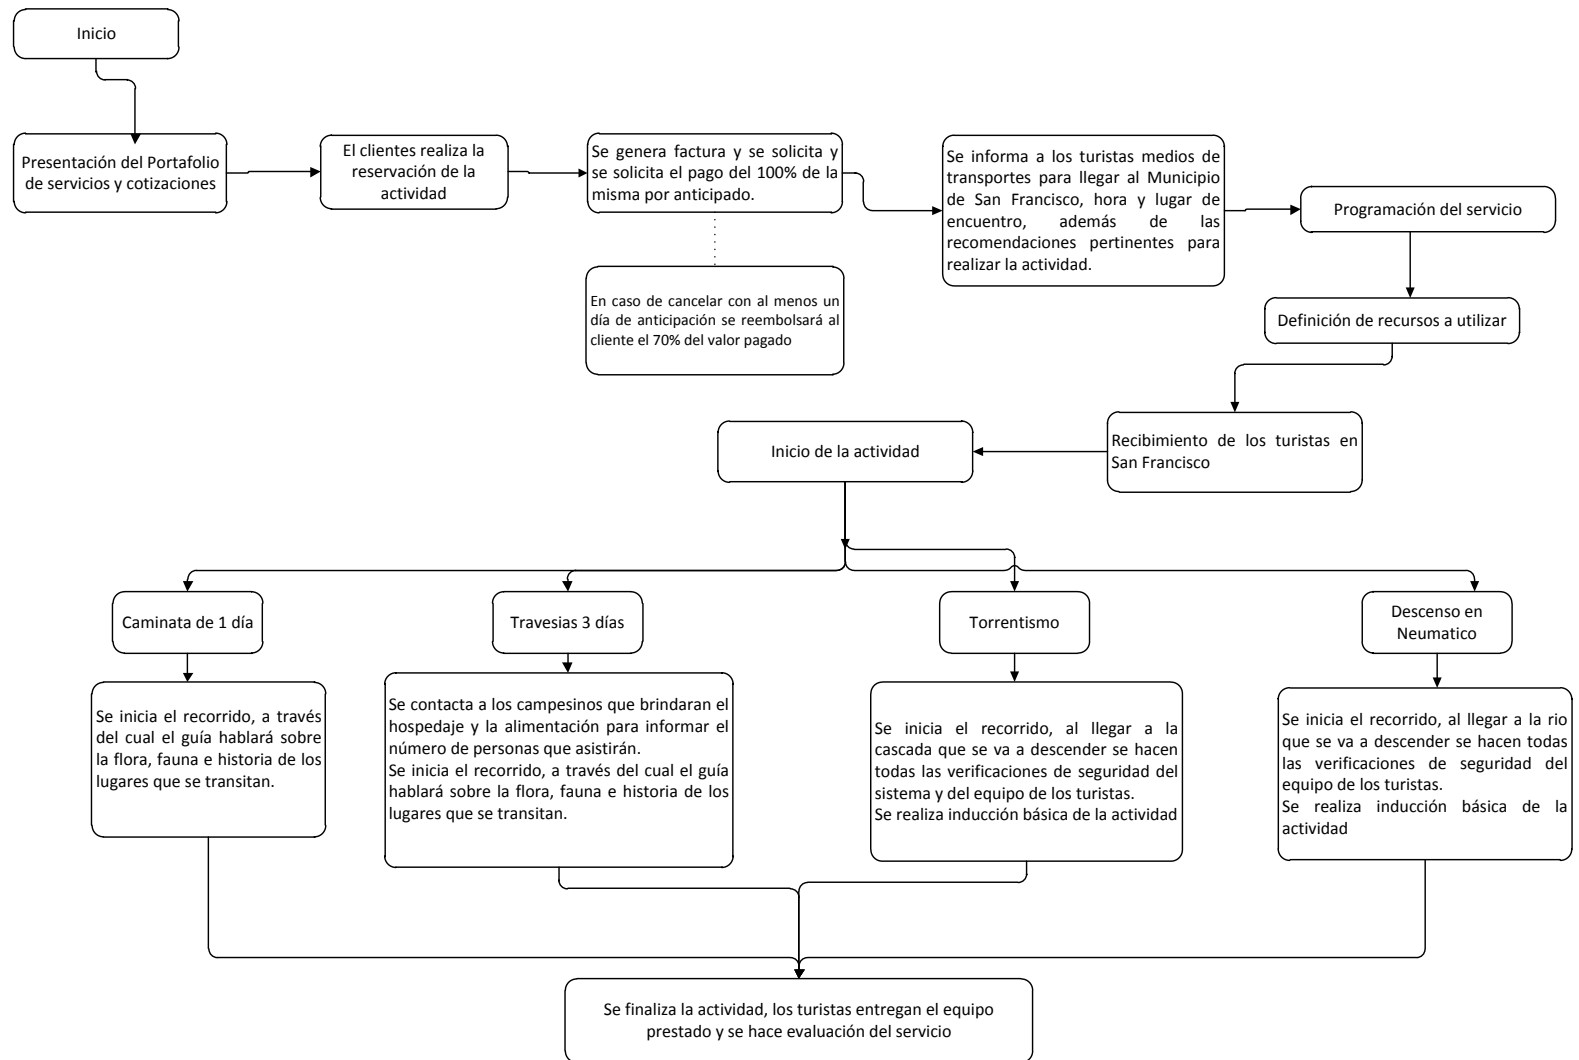 Inicio
Presentación del Portafolio
de servicios y cotizaciones
El clientes realiza la
reservación de la
actividad
Se genera factura y se solicita y
se solicita el pago del 100% de la
misma por anticipado.
En caso de cancelar con al menos un
día de anticipación se reembolsará al
cliente el 70% del valor pagado
Se informa a los turistas medios de
transportes para llegar al Municipio
de San Francisco, hora y lugar de
encuentro, además de las
recomendaciones pertinentes para
realizar la actividad.
Programación del servicio
Definición de recursos a utilizar
Recibimiento de los turistas en
San Francisco
Inicio de la actividad
Caminata de 1 día
Se inicia el recorrido, a través
del cual el guía hablará sobre
la flora, fauna e historia de los
lugares que se transitan.
Travesias 3 días
Se contacta a los campesinos que brindaran el
hospedaje y la alimentación para informar el
número de personas que asistirán.
Se inicia el recorrido, a través del cual el guía
hablará sobre la flora, fauna e historia de los
lugares que se transitan.
Torrentismo
Se inicia el recorrido, al llegar a la
cascada que se va a descender se hacen
todas las verificaciones de seguridad del
sistema y del equipo de los turistas.
Se realiza inducción básica de la actividad
Descenso en
Neumatico
Se inicia el recorrido, al llegar a la rio
que se va a descender se hacen todas
las verificaciones de seguridad del
equipo de los turistas.
Se realiza inducción básica de la
actividad
Se finaliza la actividad, los turistas entregan el equipo
prestado y se hace evaluación del servicio